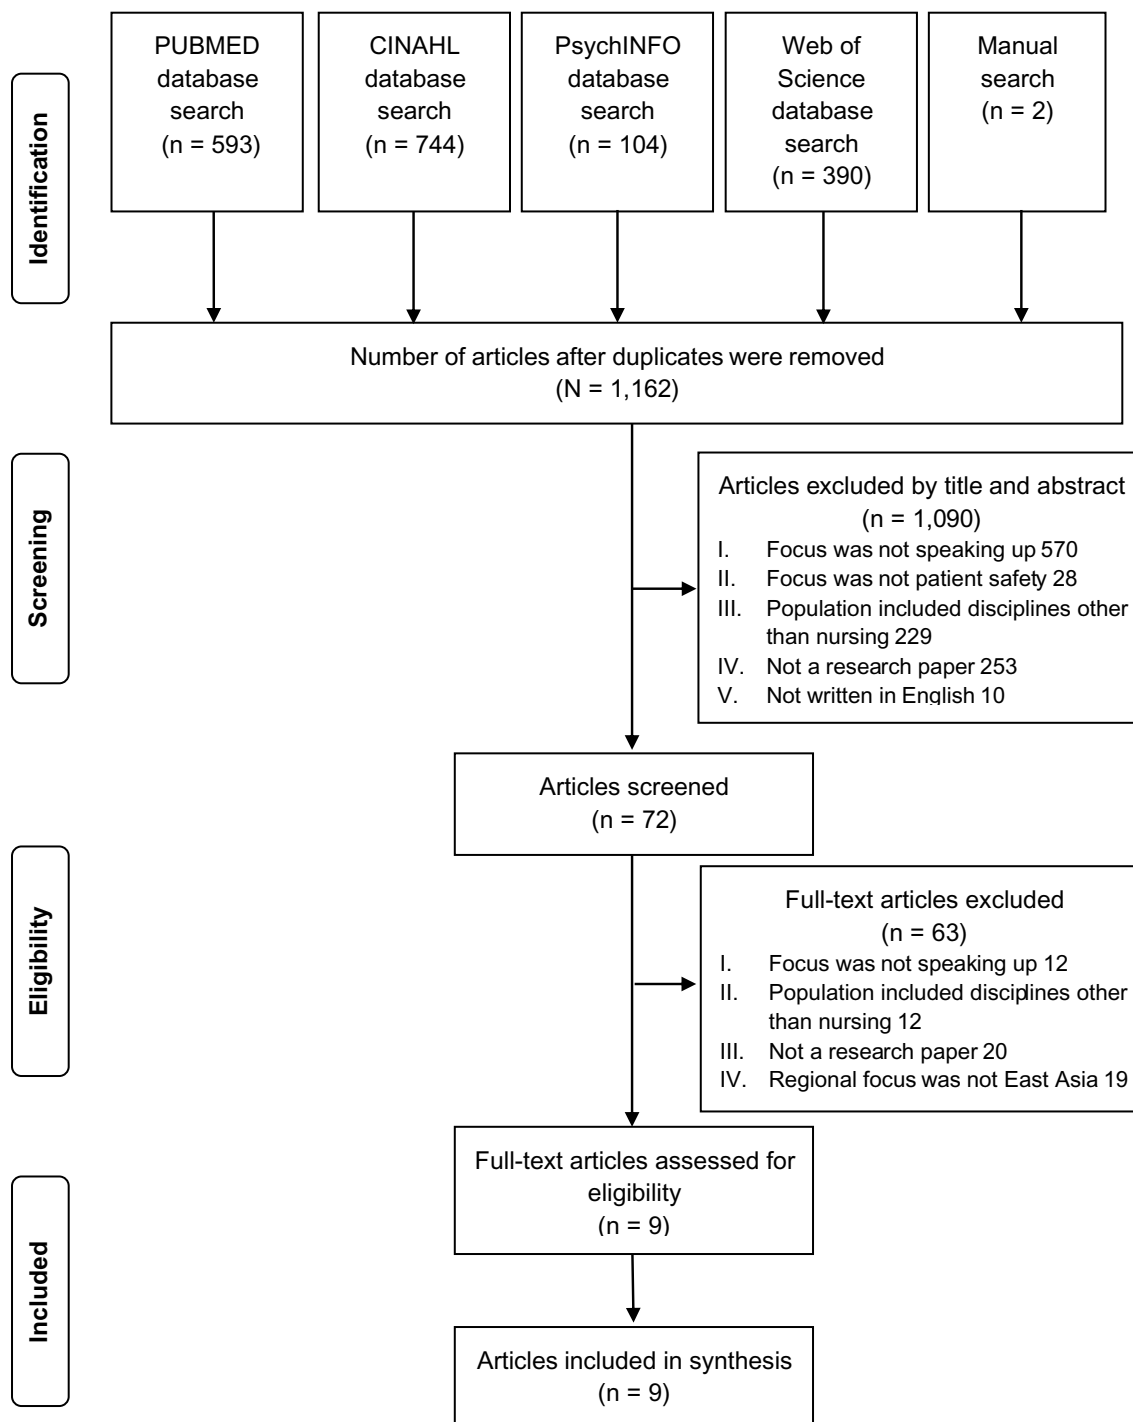 PUBMED
database
search
(n = 593)
CINAHL
database
search
(n = 744)
PsychINFO
database
search
(n = 104)
Web of
Science
database
search
(n = 390)
Manual
search
(n = 2)
Identification
Number of articles after duplicates were removed
(N = 1,162)
Screening
Articles excluded by title and abstract
(n = 1,090)
I. Focus was not speaking up 570
II. Focus was not patient safety 28
III. Population included disciplines other
than nursing 229
IV. Not a research paper 253
V. Not written in English 10
Articles screened
(n = 72)
Eligibility
Full-text articles excluded
(n = 63)
I. Focus was not speaking up 12
II. Population included disciplines other
than nursing 12
III. Not a research paper 20
IV. Regional focus was not East Asia 19
Full-text articles assessed for
eligibility
(n = 9)
Included
Articles included in synthesis
(n = 9)